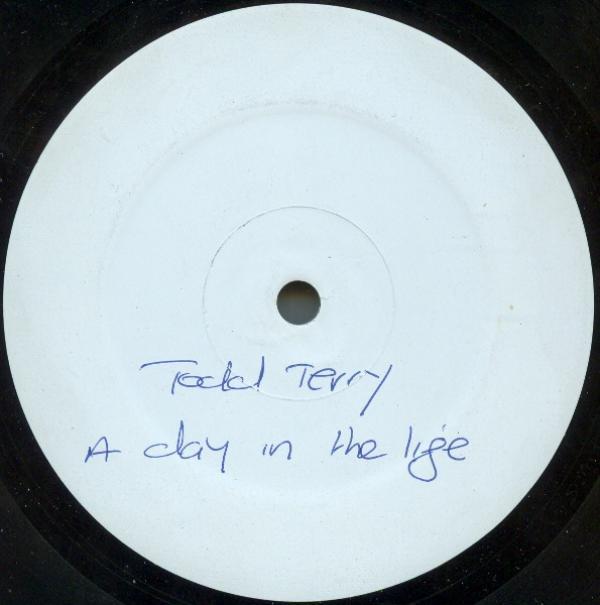 Todd Terry
A day in the life